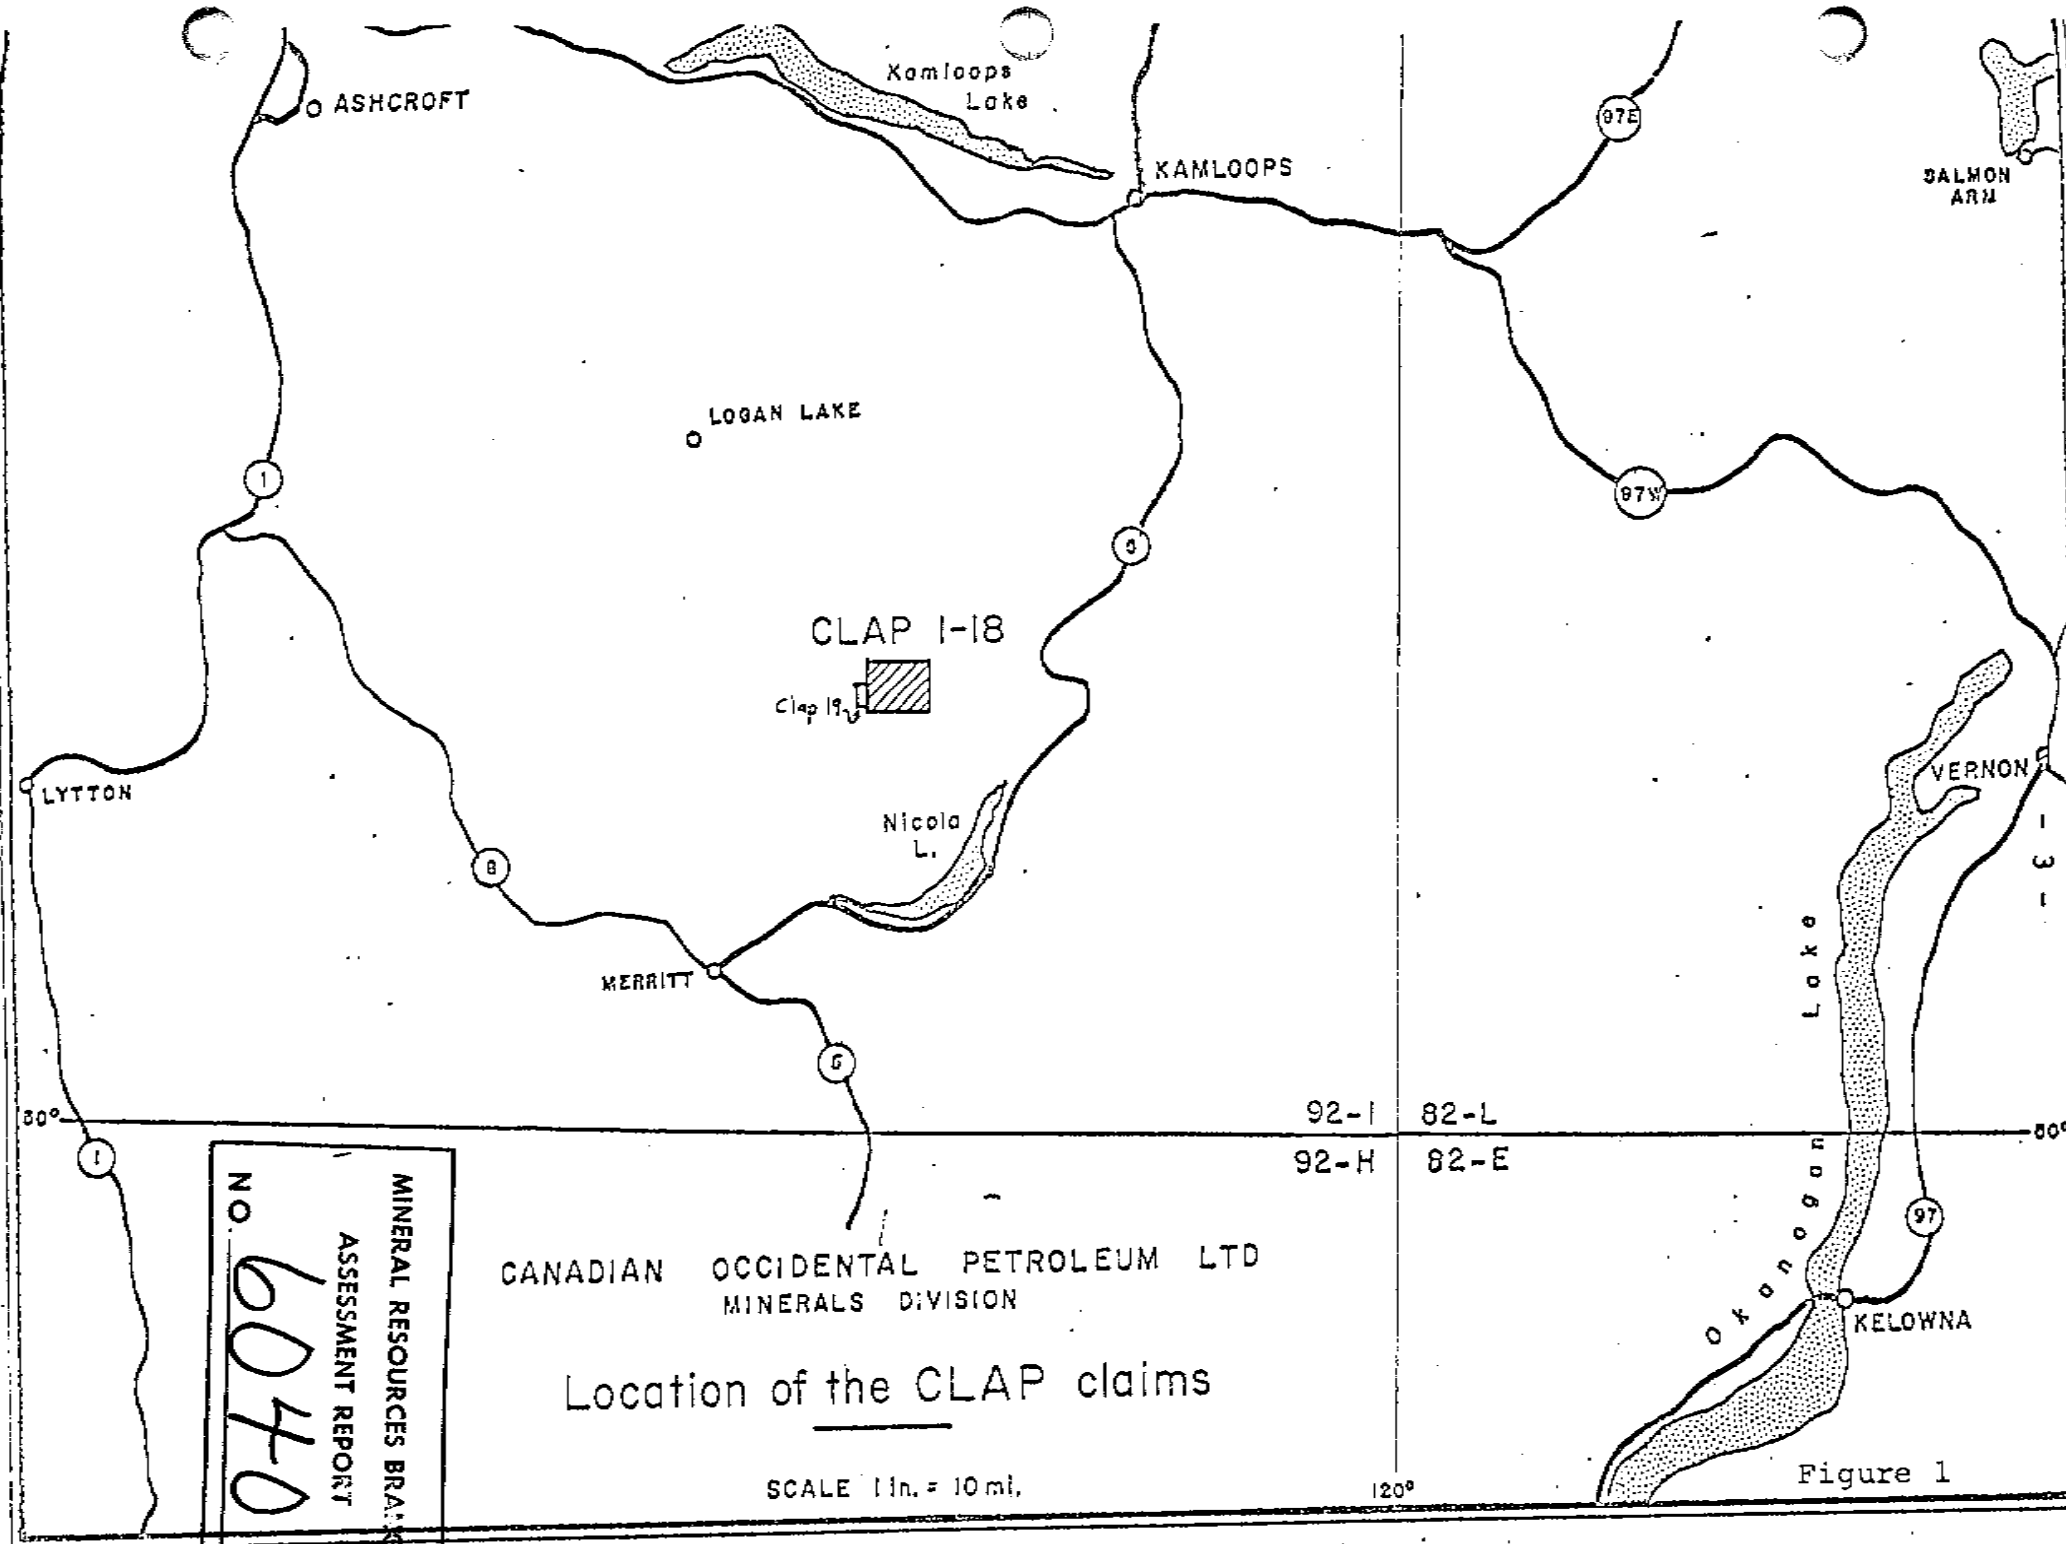 Kamloops
Lake
ASHCROFT
97E
KAMLOOPS
SALMON
ARM
LOGAN LAKE
1
97W
CLAP 1-18
Clap 19
VERNON
LYTTON
Nicola
L.
- 3 -
8
Okanagan Lake
MERRITT
5
92-I
82-L
50°
50°
92-H
82-E
1
97
MINERAL RESOURCES BRANC
ASSESSMENT REPORT
NO. 6040
CANADIAN OCCIDENTAL PETROLEUM LTD
MINERALS DIVISION
KELOWNA
Location of the CLAP claims
SCALE 1 in. = 10 mi.
120°
Figure 1